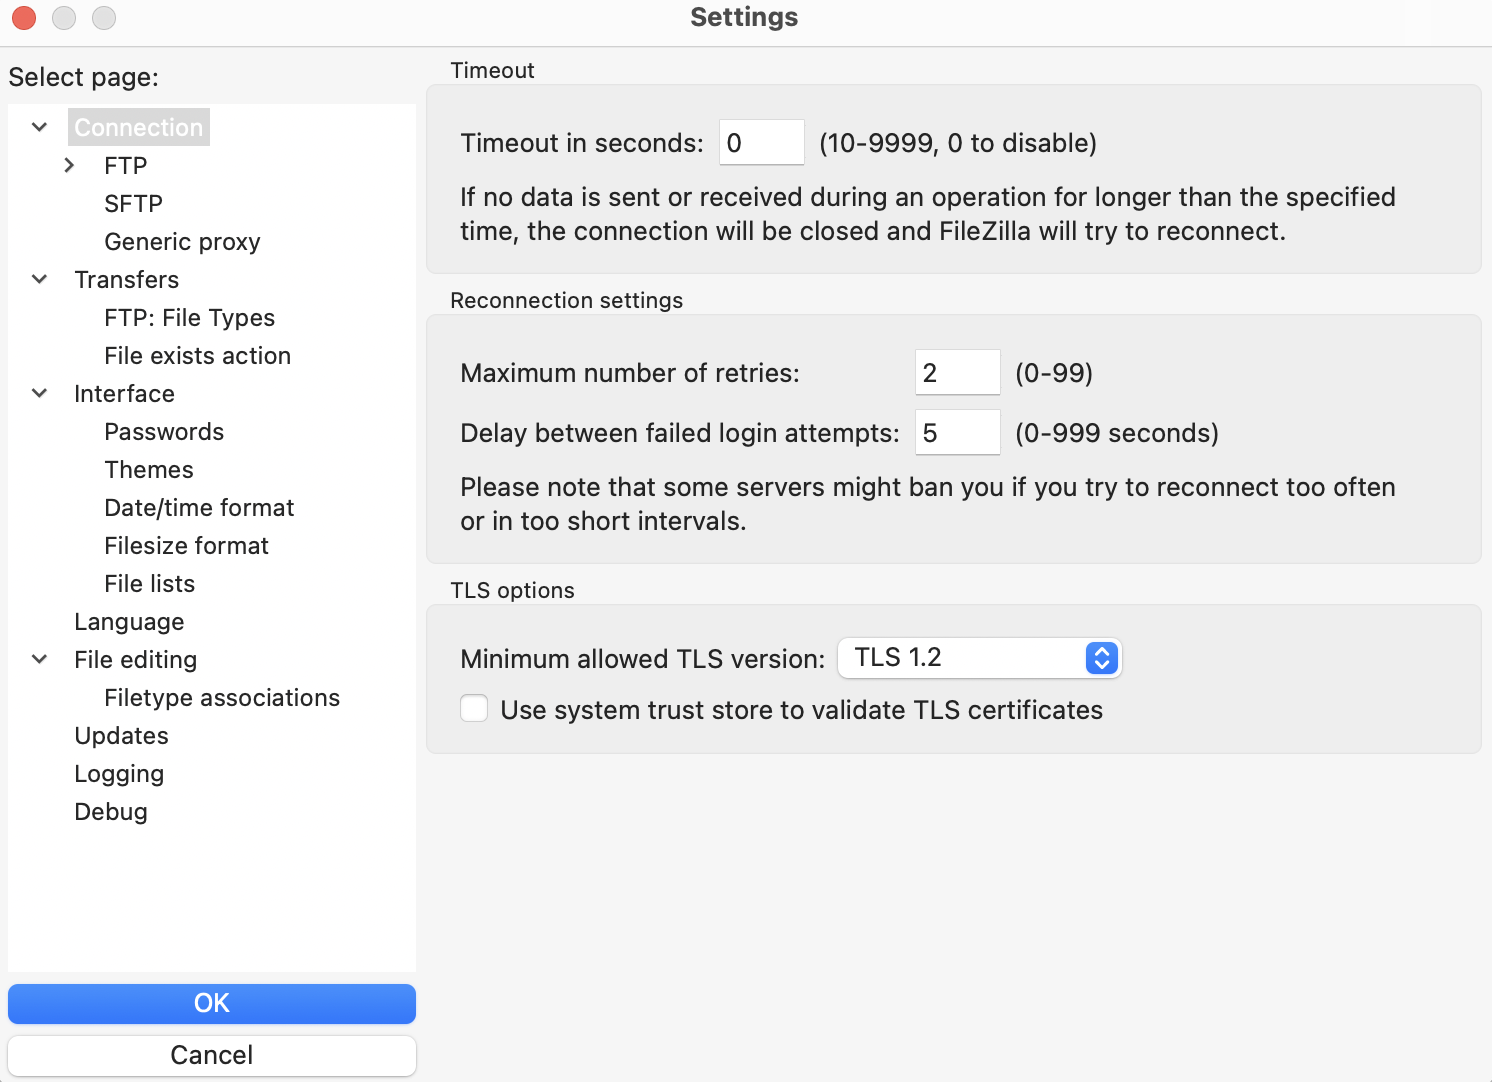 Settings
Select page:
Connection
FTP
SFTP
Generic proxy
Transfers
FTP: File Types
File exists action
Interface
Passwords
Themes
Date/time format
Filesize format
File lists
Language
File editing
Filetype associations
Updates
Logging
Debug
OK
Cancel
Timeout
Timeout in seconds: 0 (10-9999, 0 to disable)
If no data is sent or received during an operation for longer than the specified
time, the connection will be closed and FileZilla will try to reconnect.
Reconnection settings
Maximum number of retries: 2 (0-99)
Delay between failed login attempts: 5 (0-999 seconds)
Please note that some servers might ban you if you try to reconnect too often
or in too short intervals.
TLS options
Minimum allowed TLS version: TLS 1.2
Use system trust store to validate TLS certificates